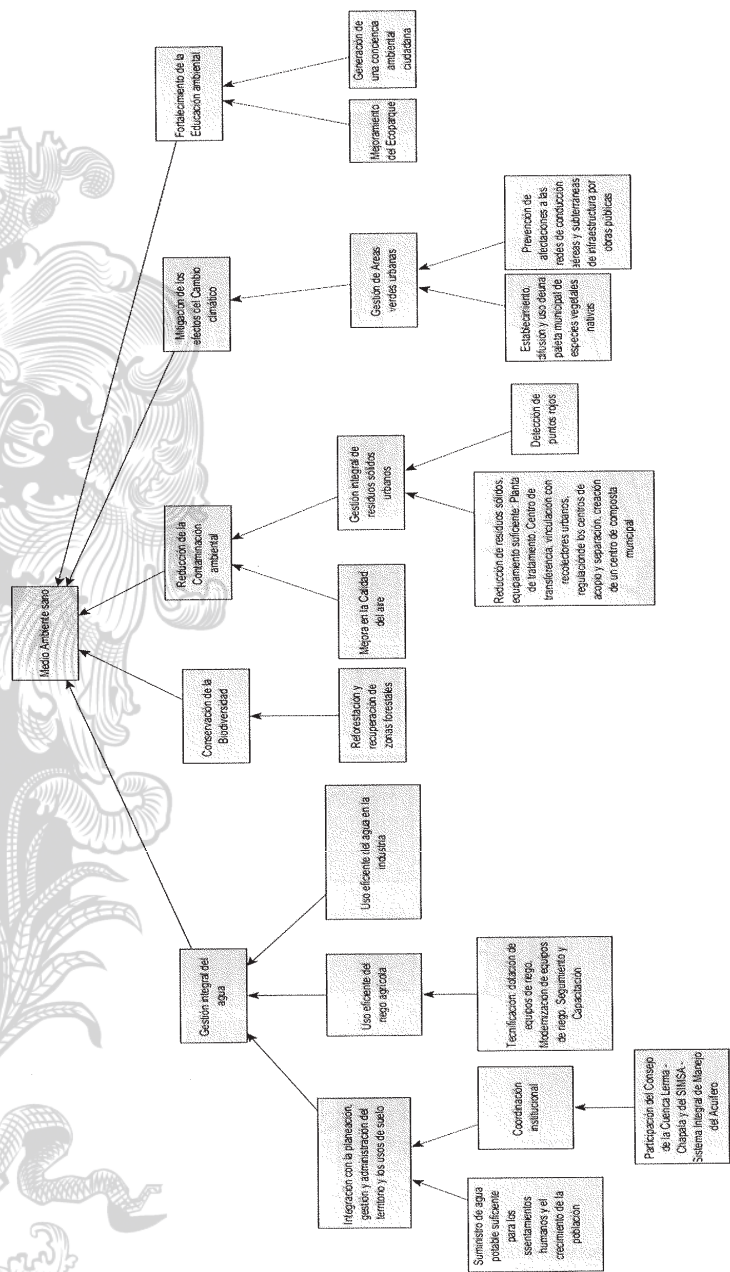 Medio Ambiente sano
Gestión integral del
agua
Conservación de la
Biodiversidad
Reducción de la
Contaminación
ambiental
Mitigación de los
efectos del Cambio
climático
Fortalecimiento de la
Educación ambiental
Integración con la planeación,
gestión y administración del
territorio y los usos de suelo
Uso eficiente del
riego agrícola
Uso eficiente del agua en la
industria
Reforestación y
recuperación de
zonas forestales
Mejora en la Calidad
del aire
Gestión integral de
residuos sólidos
urbanos
Gestión de Areas
verdes urbanas
Mejoramiento
del Ecoparque
Generación de
una conciencia
ambiental
ciudadana
Suministro de agua
potable suficiente
para los
asentamientos
humanos y el
crecimiento de la
población
Coordinación
institucional
Tecnificación: dotación de
equipos de riego.
Modernización de equipos
de riego, Seguimiento y
Capacitación
Reducción de residuos sólidos,
equipamiento suficiente: Planta
de tratamiento, Centro de
transferencia, vinculación con
recolectores urbanos,
regulaciónde los centros de
acopio y separación, creación
de un centro de composta
municipal
Detección de
puntos rojos
Establecimiento,
difusión y uso deuna
paleta municipal de
especies vegetales
nativas
Prevención de
afectaciones a las
redes de conducción
aéreas y subterráneas
de infraestructura por
obras públicas
Participación del Consejo
de la Cuenca Lerma -
Chapala y del SIMSA -
Sistema Integral de Manejo
del Acuífero